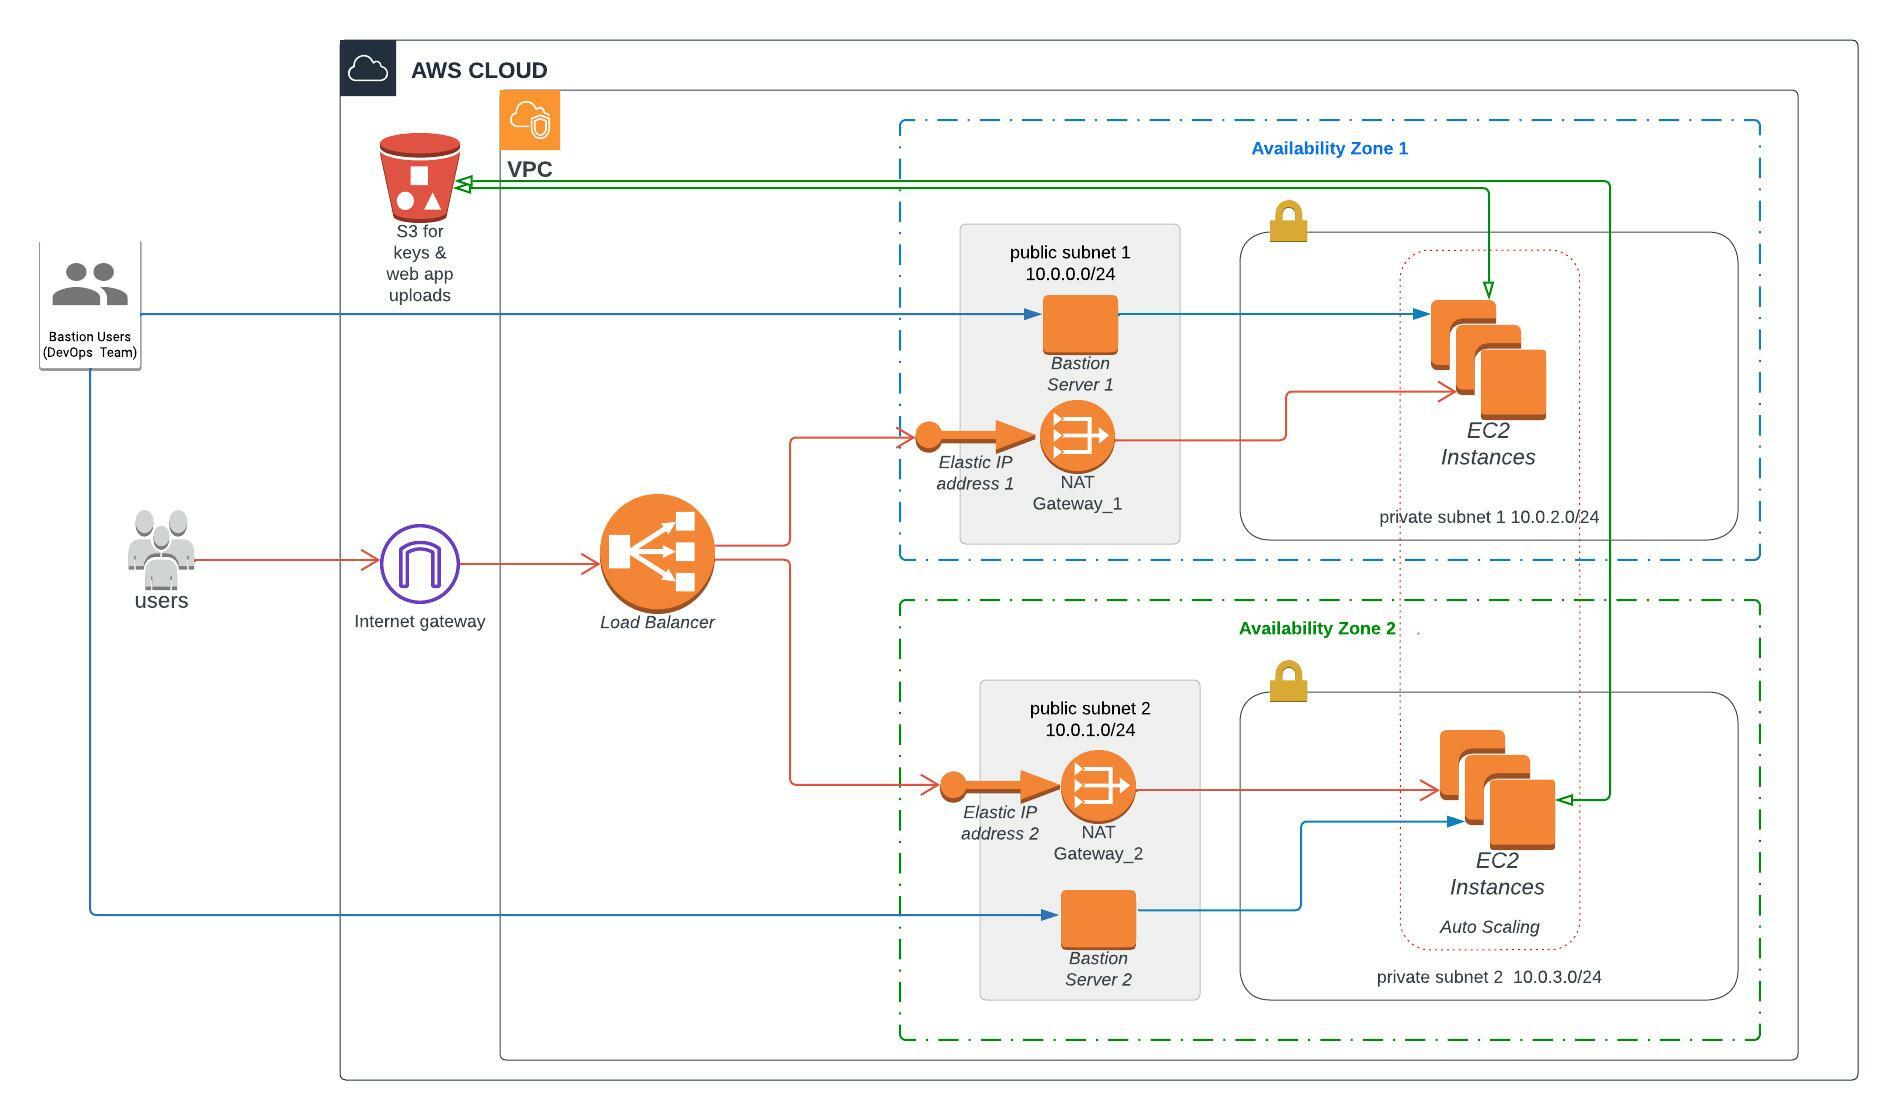 AWS CLOUD
VPC
S3 for
keys &
web app
uploads
Bastion Users
(DevOps Team)
users
Internet gateway
Load Balancer
Availability Zone 1
public subnet 1
10.0.0.0/24
Bastion
Server 1
Elastic IP
address 1
NAT
Gateway_1
EC2
Instances
private subnet 1 10.0.2.0/24
Availability Zone 2
public subnet 2
10.0.1.0/24
Elastic IP
address 2
NAT
Gateway_2
Bastion
Server 2
EC2
Instances
Auto Scaling
private subnet 2 10.0.3.0/24